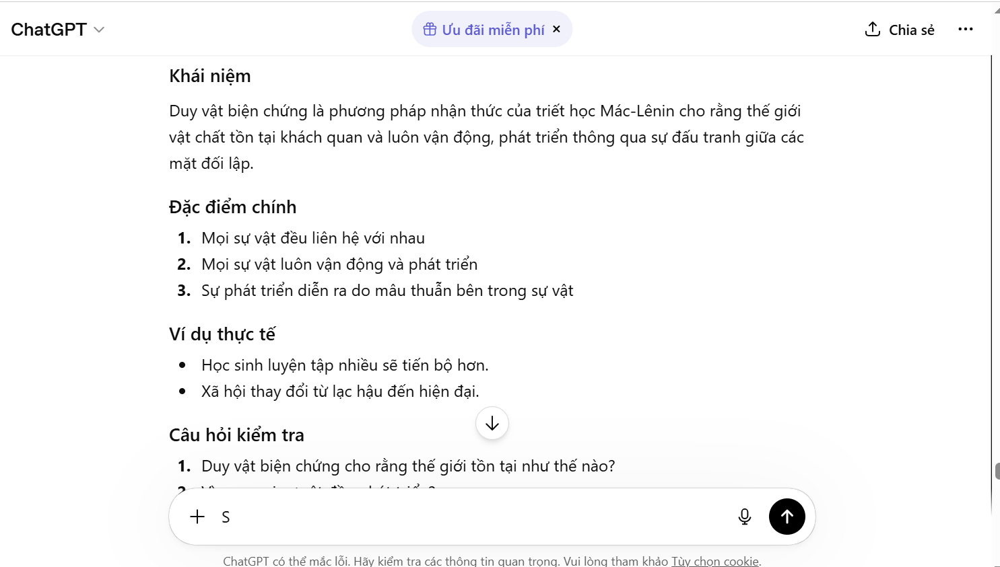 ChatGPT
Ưu đãi miễn phí ×
Chia sẻ
Khái niệm
Duy vật biện chứng là phương pháp nhận thức của triết học Mác-Lênin cho rằng thế giới
vật chất tồn tại khách quan và luôn vận động, phát triển thông qua sự đấu tranh giữa các
mặt đối lập.
Đặc điểm chính
1. Mọi sự vật đều liên hệ với nhau
2. Mọi sự vật luôn vận động và phát triển
3. Sự phát triển diễn ra do mâu thuẫn bên trong sự vật
Ví dụ thực tế
• Học sinh luyện tập nhiều sẽ tiến bộ hơn.
• Xã hội thay đổi từ lạc hậu đến hiện đại.
Câu hỏi kiểm tra
1. Duy vật biện chứng cho rằng thế giới tồn tại như thế nào?
S
ChatGPT có thể mắc lỗi. Hãy kiểm tra các thông tin quan trọng. Vui lòng tham khảo Tùy chọn cookie.